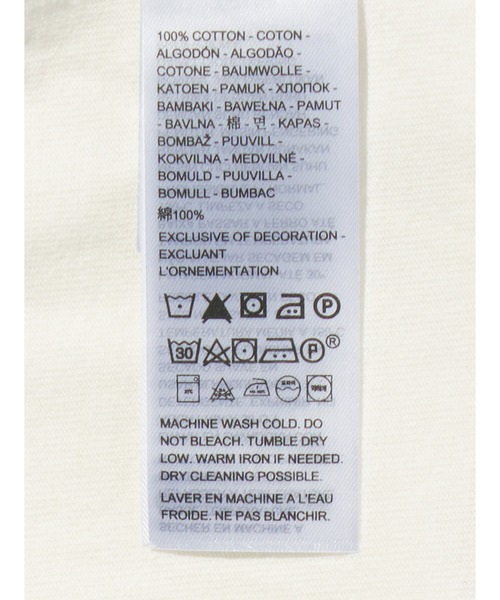 100% COTTON - COTON -
ALGODÓN - ALGODÃO -
COTONE - BAUMWOLLE -
KATOEN - PAMUK - ХЛОПОК -
BAMBAKI - BAWEŁNA - PAMUT
- BAVLNA - 棉 - 면 - KAPAS -
BOMBAŽ - PUUVILL -
KOKVILNA - MEDVILNĖ -
BOMULD - PUUVILLA -
BOMULL - BUMBAC
綿100%
EXCLUSIVE OF DECORATION -
EXCLUANT
L'ORNEMENTATION
P
30 P ®
MACHINE WASH COLD. DO
NOT BLEACH. TUMBLE DRY
LOW. WARM IRON IF NEEDED.
DRY CLEANING POSSIBLE.
LAVER EN MACHINE A L'EAU
FROIDE. NE PAS BLANCHIR.